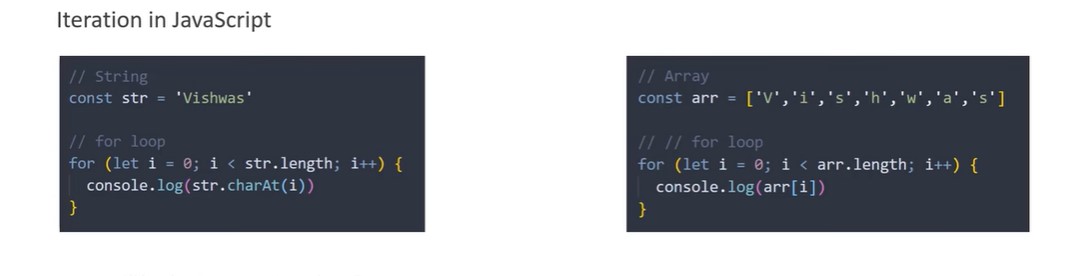 Iteration in JavaScript
// String
const str = 'Vishwas'
// for loop
for (let i = 0; i < str.length; i++) {
console.log(str.charAt(i))
}
// Array
const arr = ['V','i','s','h','w','a','s']
// // for loop
for (let i = 0; i < arr.length; i++) {
console.log(arr[i])
}